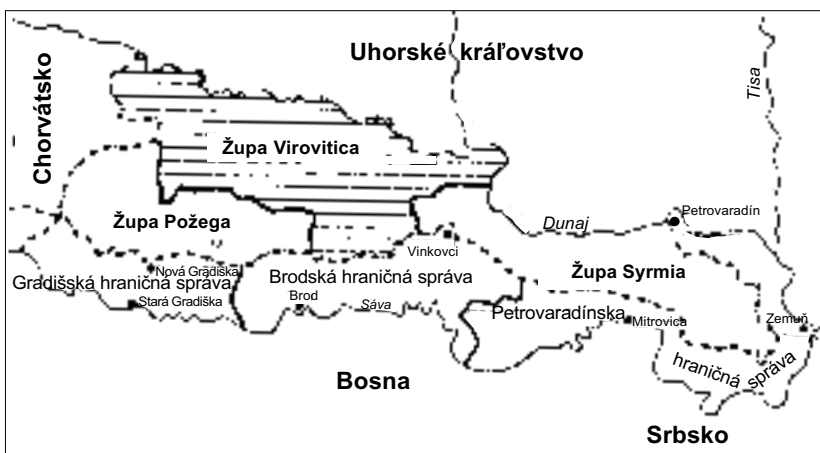 Uhorské kráľovstvo
Chorvátsko
Tisa
Župa Virovitica
Župa Požega
Dunaj
Petrovaradín
Vinkovci
Župa Syrmia
Nová Gradiška
Gradišská hraničná správa
Stará Gradiška
Brodská hraničná správa
Brod
Sáva
Petrovaradínska
Mitrovica
Zemuň
hraničná správa
Bosna
Srbsko